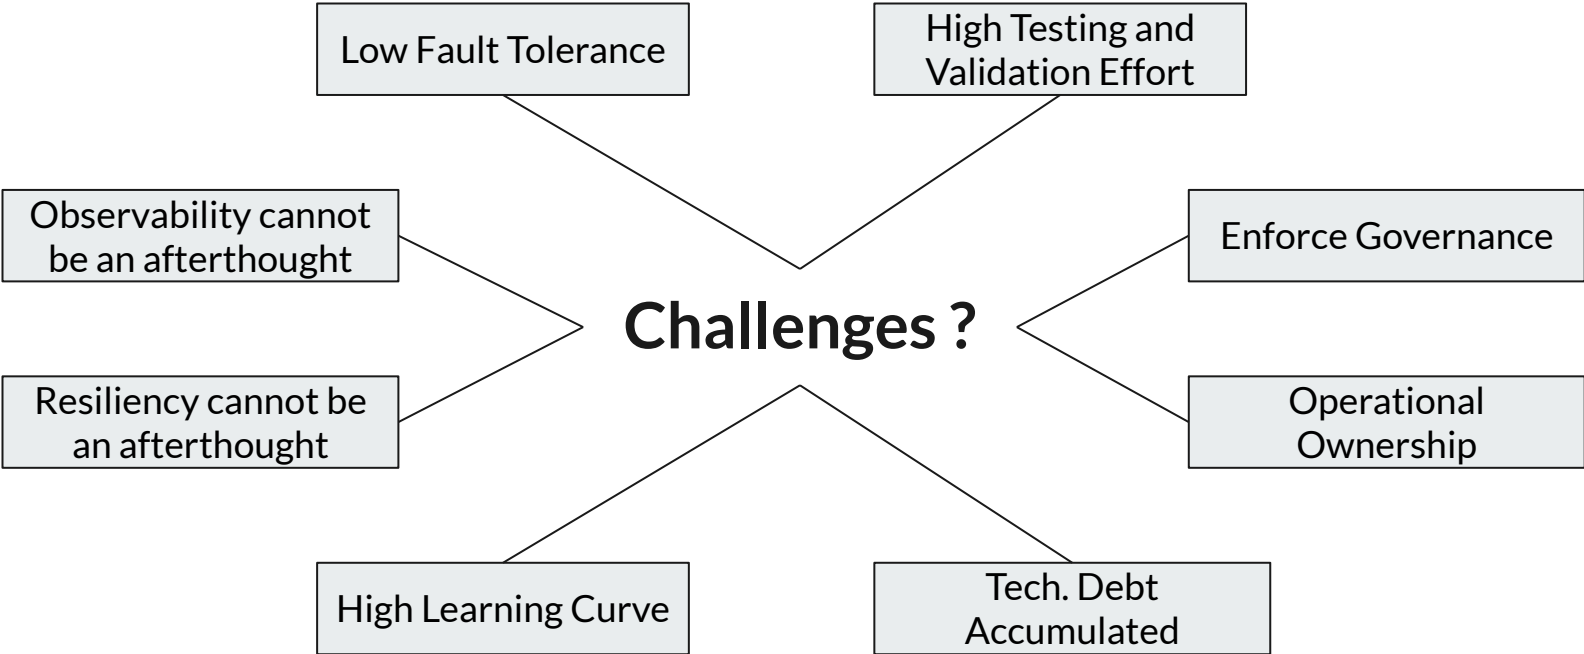 Low Fault Tolerance
High Testing and
Validation Effort
Observability cannot
be an afterthought
Enforce Governance
Challenges ?
Resiliency cannot be
an afterthought
Operational
Ownership
High Learning Curve
Tech. Debt
Accumulated